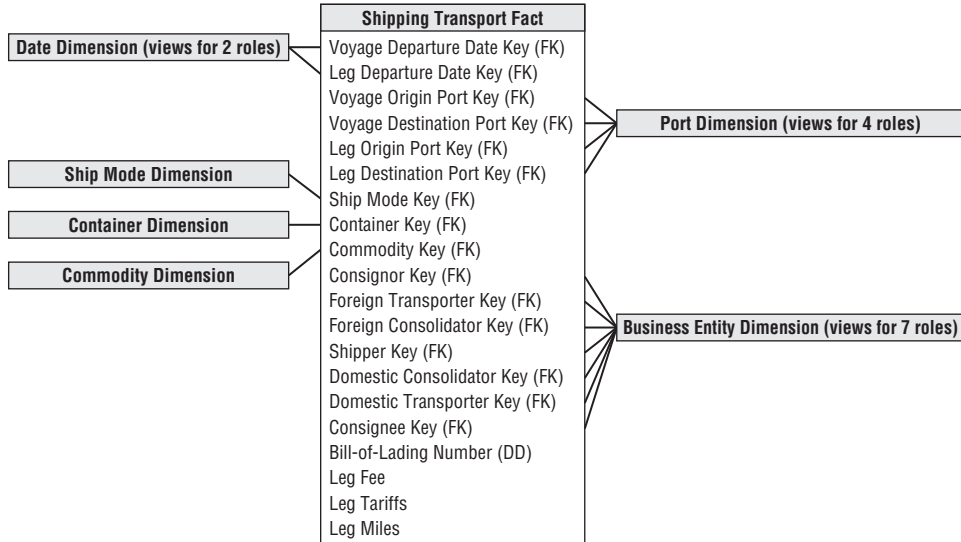 Shipping Transport Fact
Date Dimension (views for 2 roles)
Voyage Departure Date Key (FK)
Leg Departure Date Key (FK)
Voyage Origin Port Key (FK)
Voyage Destination Port Key (FK)
Port Dimension (views for 4 roles)
Leg Origin Port Key (FK)
Leg Destination Port Key (FK)
Ship Mode Dimension
Ship Mode Key (FK)
Container Dimension
Container Key (FK)
Commodity Key (FK)
Commodity Dimension
Consignor Key (FK)
Foreign Transporter Key (FK)
Foreign Consolidator Key (FK)
Business Entity Dimension (views for 7 roles)
Shipper Key (FK)
Domestic Consolidator Key (FK)
Domestic Transporter Key (FK)
Consignee Key (FK)
Bill-of-Lading Number (DD)
Leg Fee
Leg Tariffs
Leg Miles